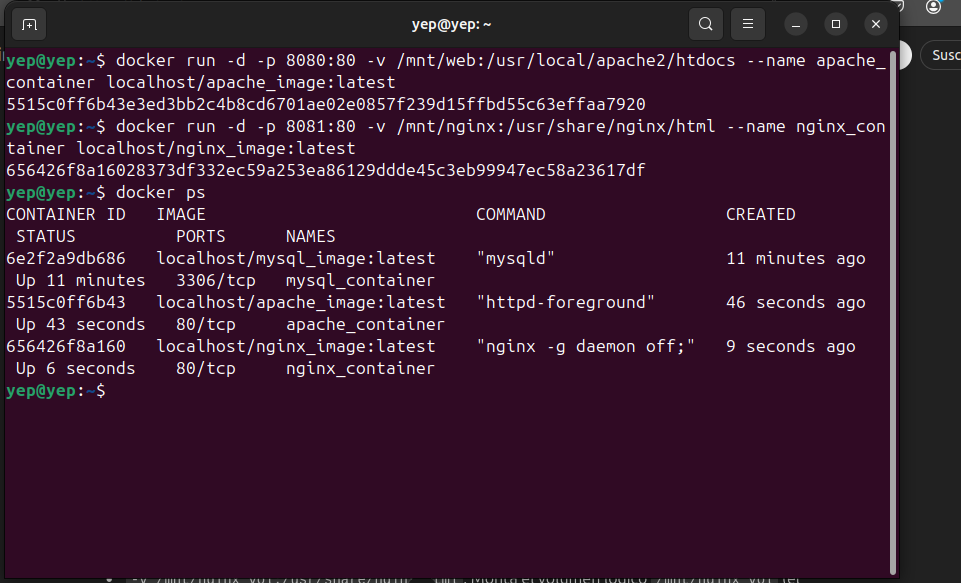 yep@yep: ~
yep@yep:~$ docker run -d -p 8080:80 -v /mnt/web:/usr/local/apache2/htdocs --name apache_
container localhost/apache_image:latest
5515c0ff6b43e3ed3bb2c4b8cd6701ae02e0857f239d15ffbd55c63effaa7920
yep@yep:~$ docker run -d -p 8081:80 -v /mnt/nginx:/usr/share/nginx/html --name nginx_con
tainer localhost/nginx_image:latest
656426f8a16028373df332ec59a253ea86129ddde45c3eb99947ec58a23617df
yep@yep:~$ docker ps
CONTAINER ID   IMAGE                           COMMAND                  CREATED
 STATUS          PORTS      NAMES
6e2f2a9db686   localhost/mysql_image:latest    "mysqld"                 11 minutes ago
 Up 11 minutes   3306/tcp   mysql_container
5515c0ff6b43   localhost/apache_image:latest   "httpd-foreground"       46 seconds ago
 Up 43 seconds   80/tcp     apache_container
656426f8a160   localhost/nginx_image:latest    "nginx -g daemon off;"   9 seconds ago
 Up 6 seconds    80/tcp     nginx_container
yep@yep:~$
Susc